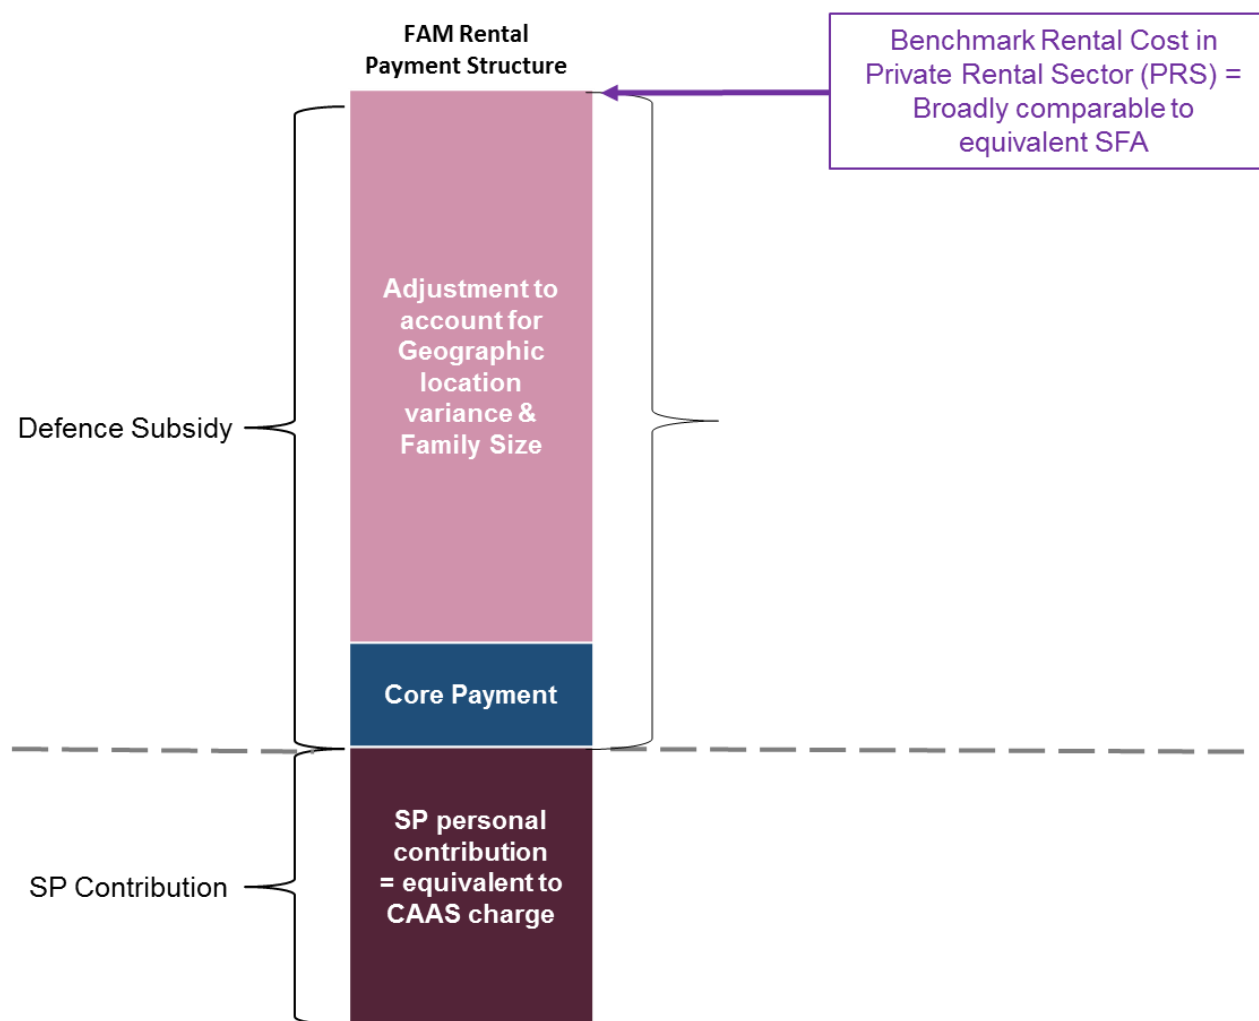 FAM Rental
Payment Structure
Benchmark Rental Cost in
Private Rental Sector (PRS) =
Broadly comparable to
equivalent SFA
Adjustment to
account for
Geographic
location
variance &
Family Size
Defence Subsidy
Core Payment
SP personal
contribution
= equivalent to
CAAS charge
SP Contribution